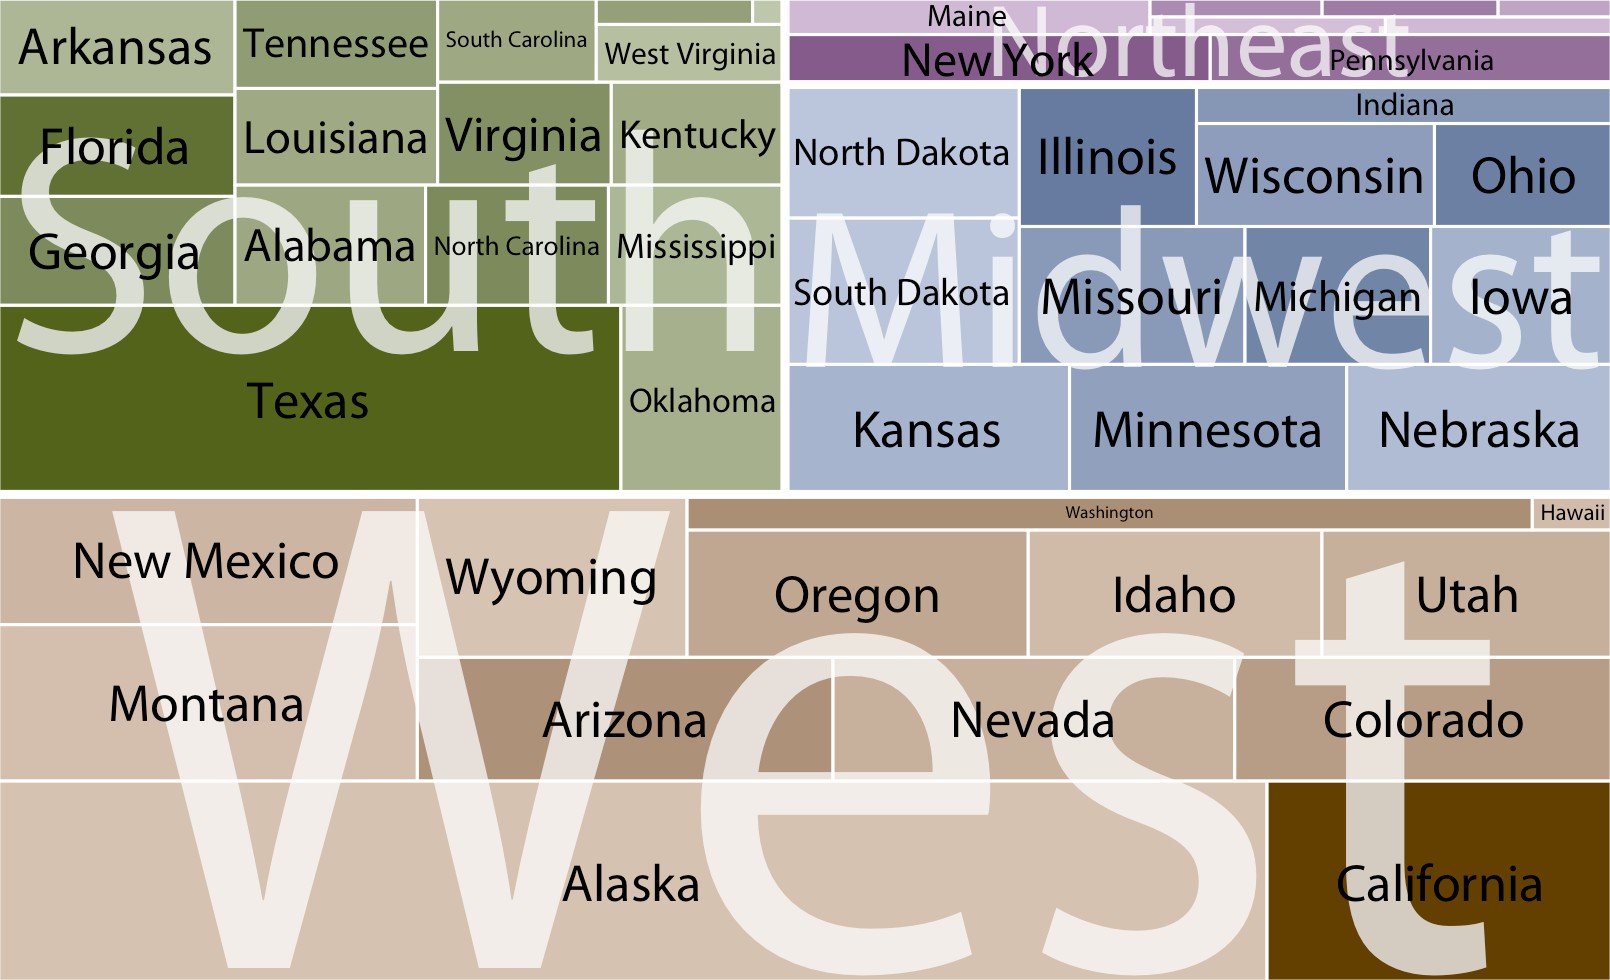 South
Arkansas
Tennessee
South Carolina
West Virginia
Florida
Louisiana
Virginia
Kentucky
Georgia
Alabama
North Carolina
Mississippi
Texas
Oklahoma
Northeast
Maine
New York
Pennsylvania
Midwest
North Dakota
Illinois
Indiana
Wisconsin
Ohio
South Dakota
Missouri
Michigan
Iowa
Kansas
Minnesota
Nebraska
West
New Mexico
Wyoming
Washington
Hawaii
Oregon
Idaho
Utah
Montana
Arizona
Nevada
Colorado
Alaska
California